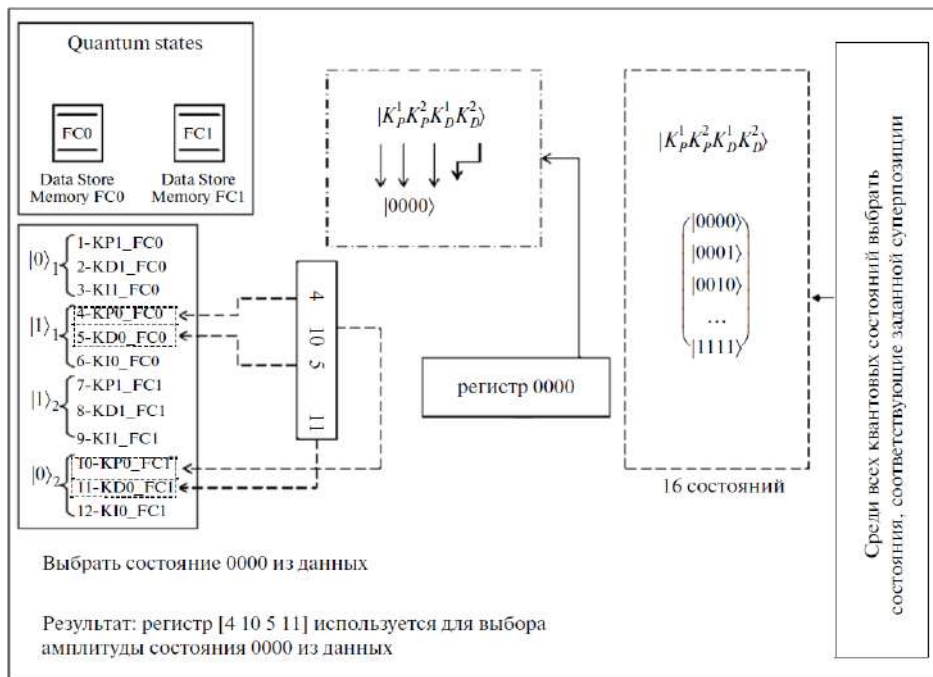 Quantum states
FC0
FC1
Data Store
Memory FC0
Data Store
Memory FC1
|0⟩₁
1-KP1_FC0
2-KD1_FC0
3-KI1_FC0
|1⟩₁
4-KP0_FC0
5-KD0_FC0
6-KI0_FC0
|1⟩₂
7-KP1_FC1
8-KD1_FC1
9-KI1_FC1
|0⟩₂
10-KP0_FC1
11-KD0_FC1
12-KI0_FC1
4
10
5
11
|K_P^1 K_P^2 K_D^1 K_D^2⟩
|0000⟩
регистр 0000
|K_P^1 K_P^2 K_D^1 K_D^2⟩
|0000⟩
|0001⟩
|0010⟩
...
|1111⟩
16 состояний
Среди всех квантовых состояний выбрать
состояния, соответствующие заданной суперпозиции
Выбрать состояние 0000 из данных
Результат: регистр [4 10 5 11] используется для выбора
амплитуды состояния 0000 из данных